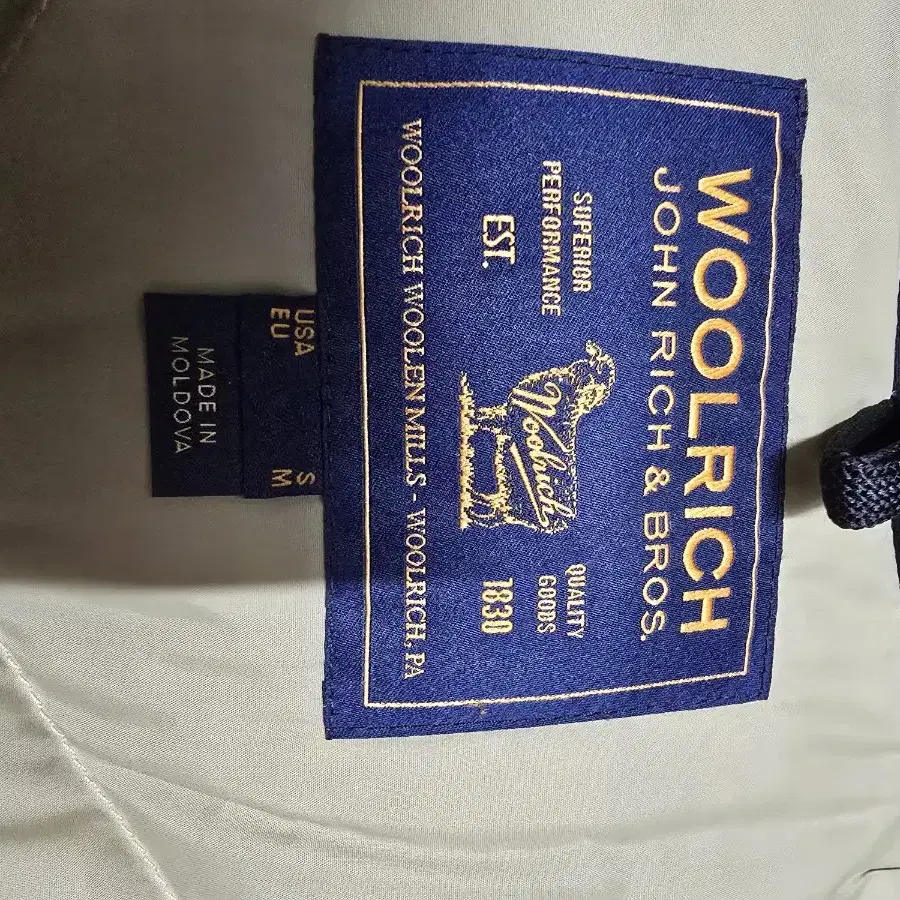 WOOLRICH
JOHN RICH & BROS.
SUPERIOR
PERFORMANCE
QUALITY
GOODS
Woolrich
EST.
1830
WOOLRICH WOOLEN MILLS - WOOLRICH, PA
USA S
EU M
MADE IN
MOLDOVA